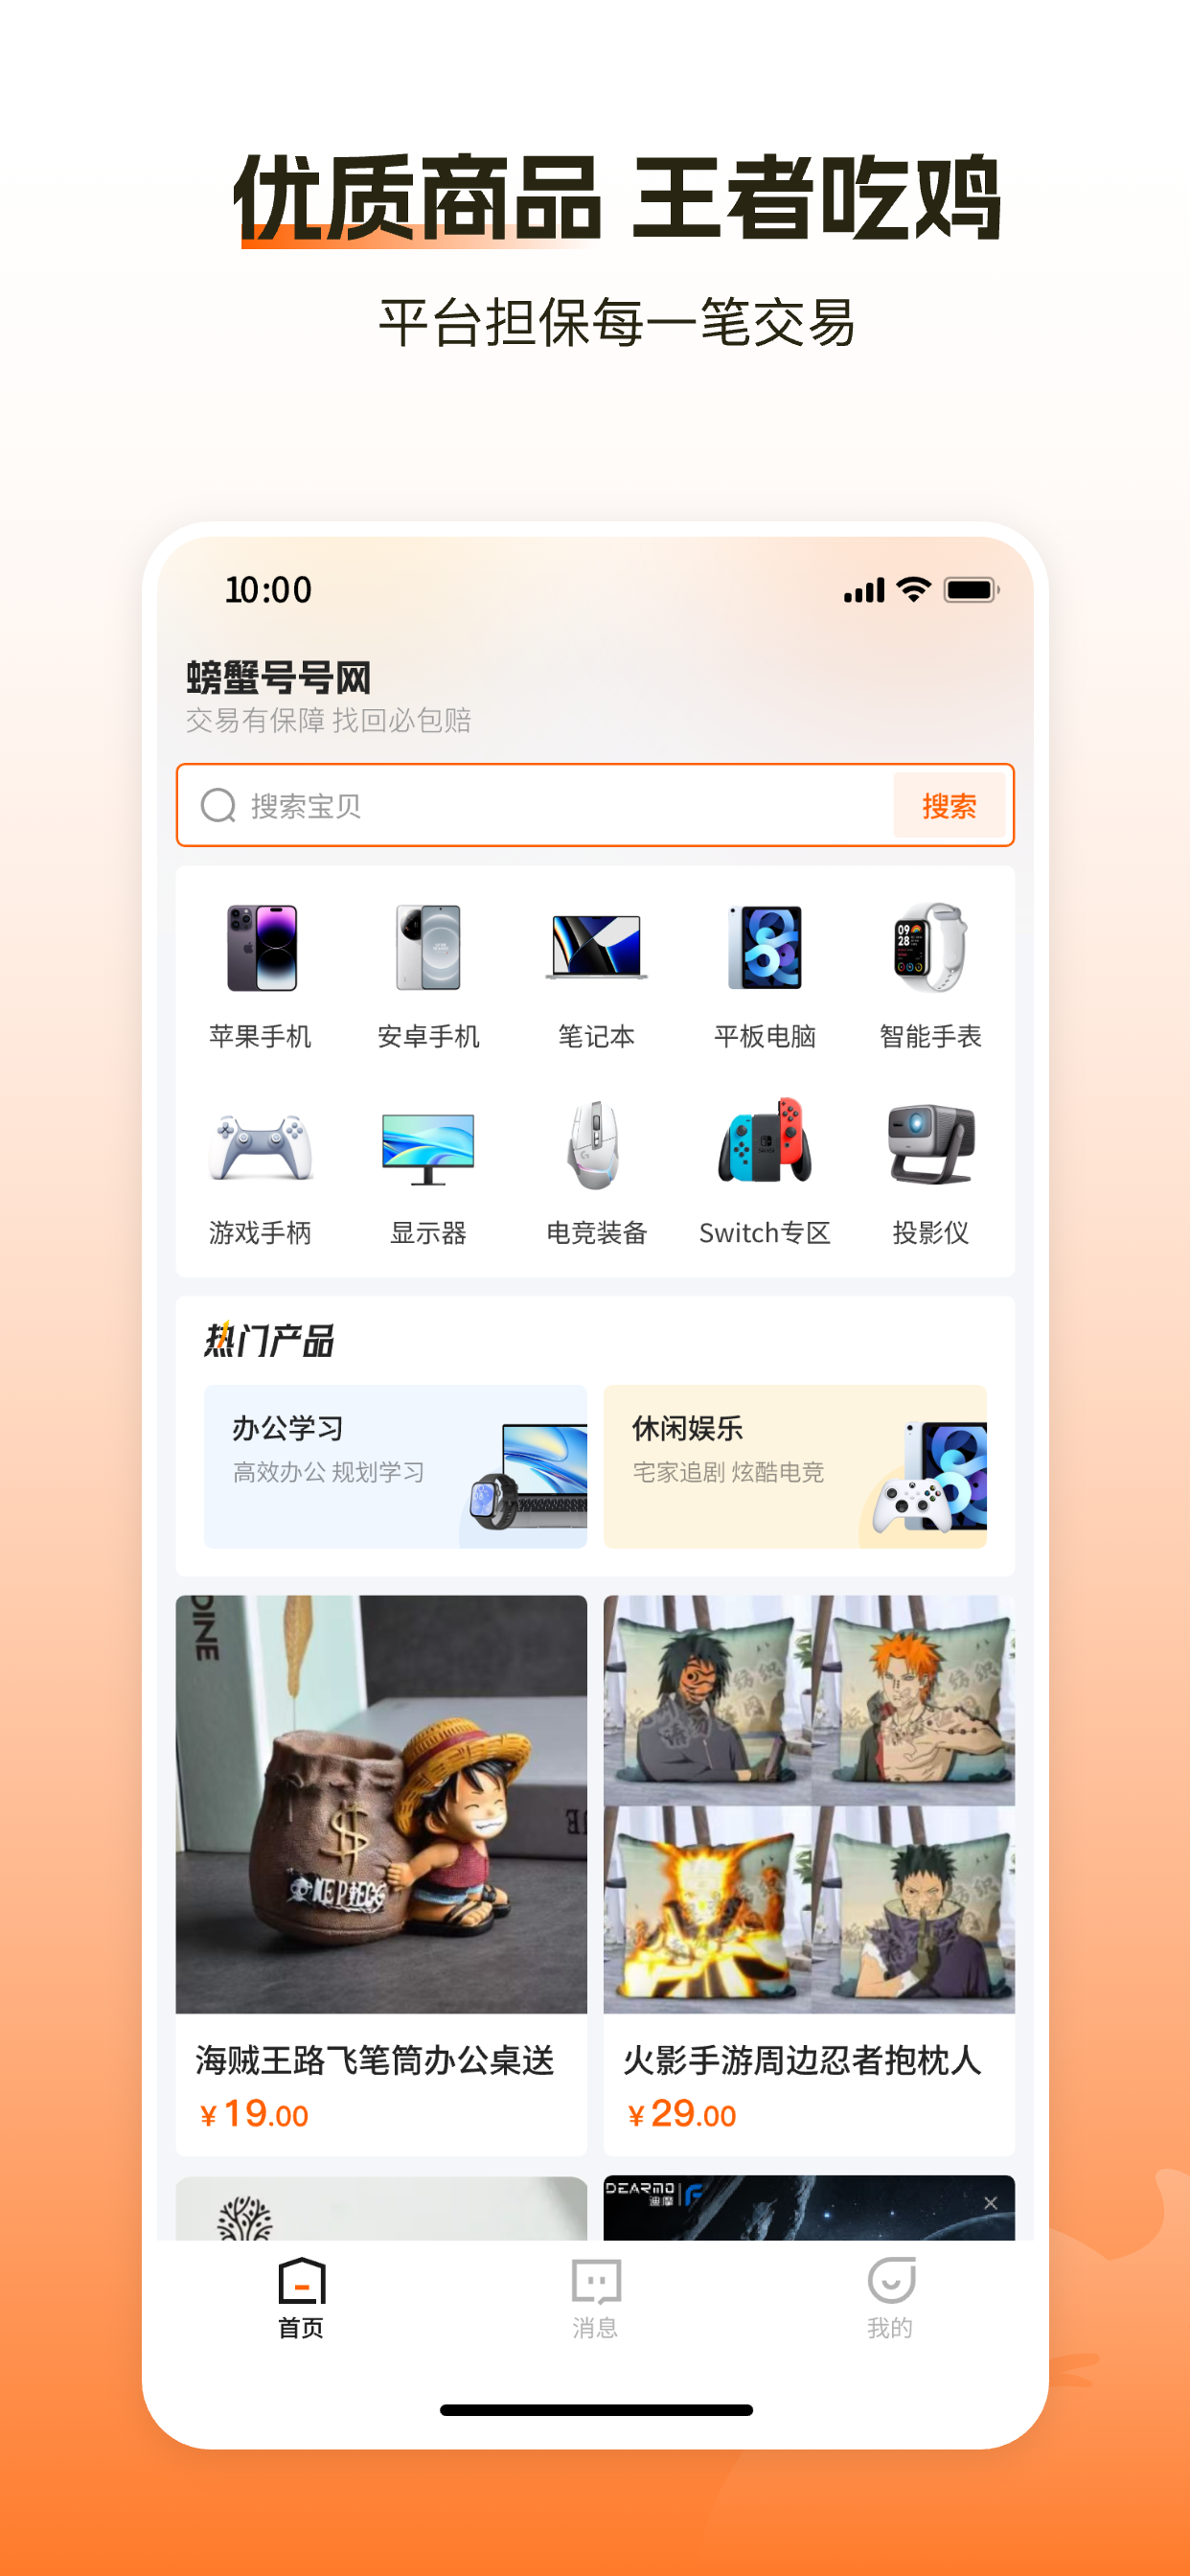 优质商品 王者吃鸡
平台担保每一笔交易
10:00
螃蟹号号网
交易有保障 找回必包赔
搜索宝贝
搜索
苹果手机
安卓手机
笔记本
平板电脑
智能手表
游戏手柄
显示器
电竞装备
Switch专区
投影仪
热门产品
办公学习
高效办公 规划学习
休闲娱乐
宅家追剧 炫酷电竞
DINE
$
ONE PIECE
海贼王路飞笔筒办公桌送
¥19.00
火影手游周边忍者抱枕人
¥29.00
DEARMO
迪摩
首页
消息
我的